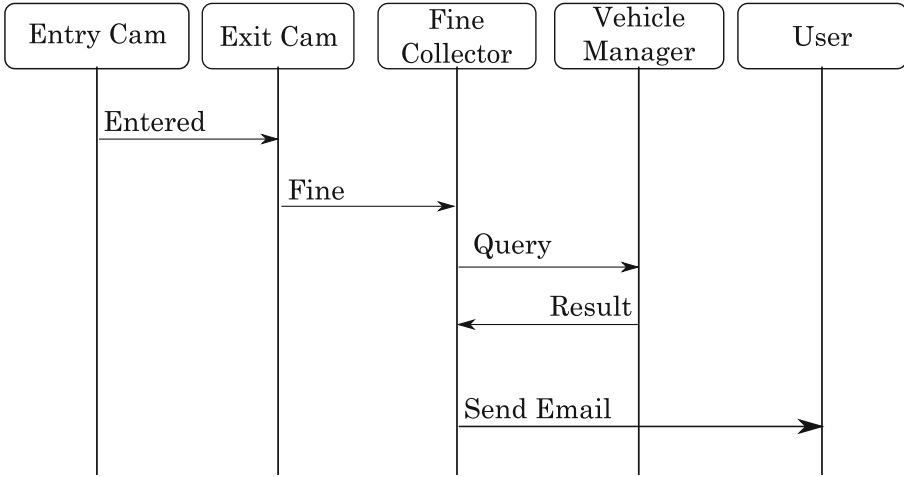 Entry Cam
Exit Cam
Fine
Collector
Vehicle
Manager
User
Entered
Fine
Query
Result
Send Email